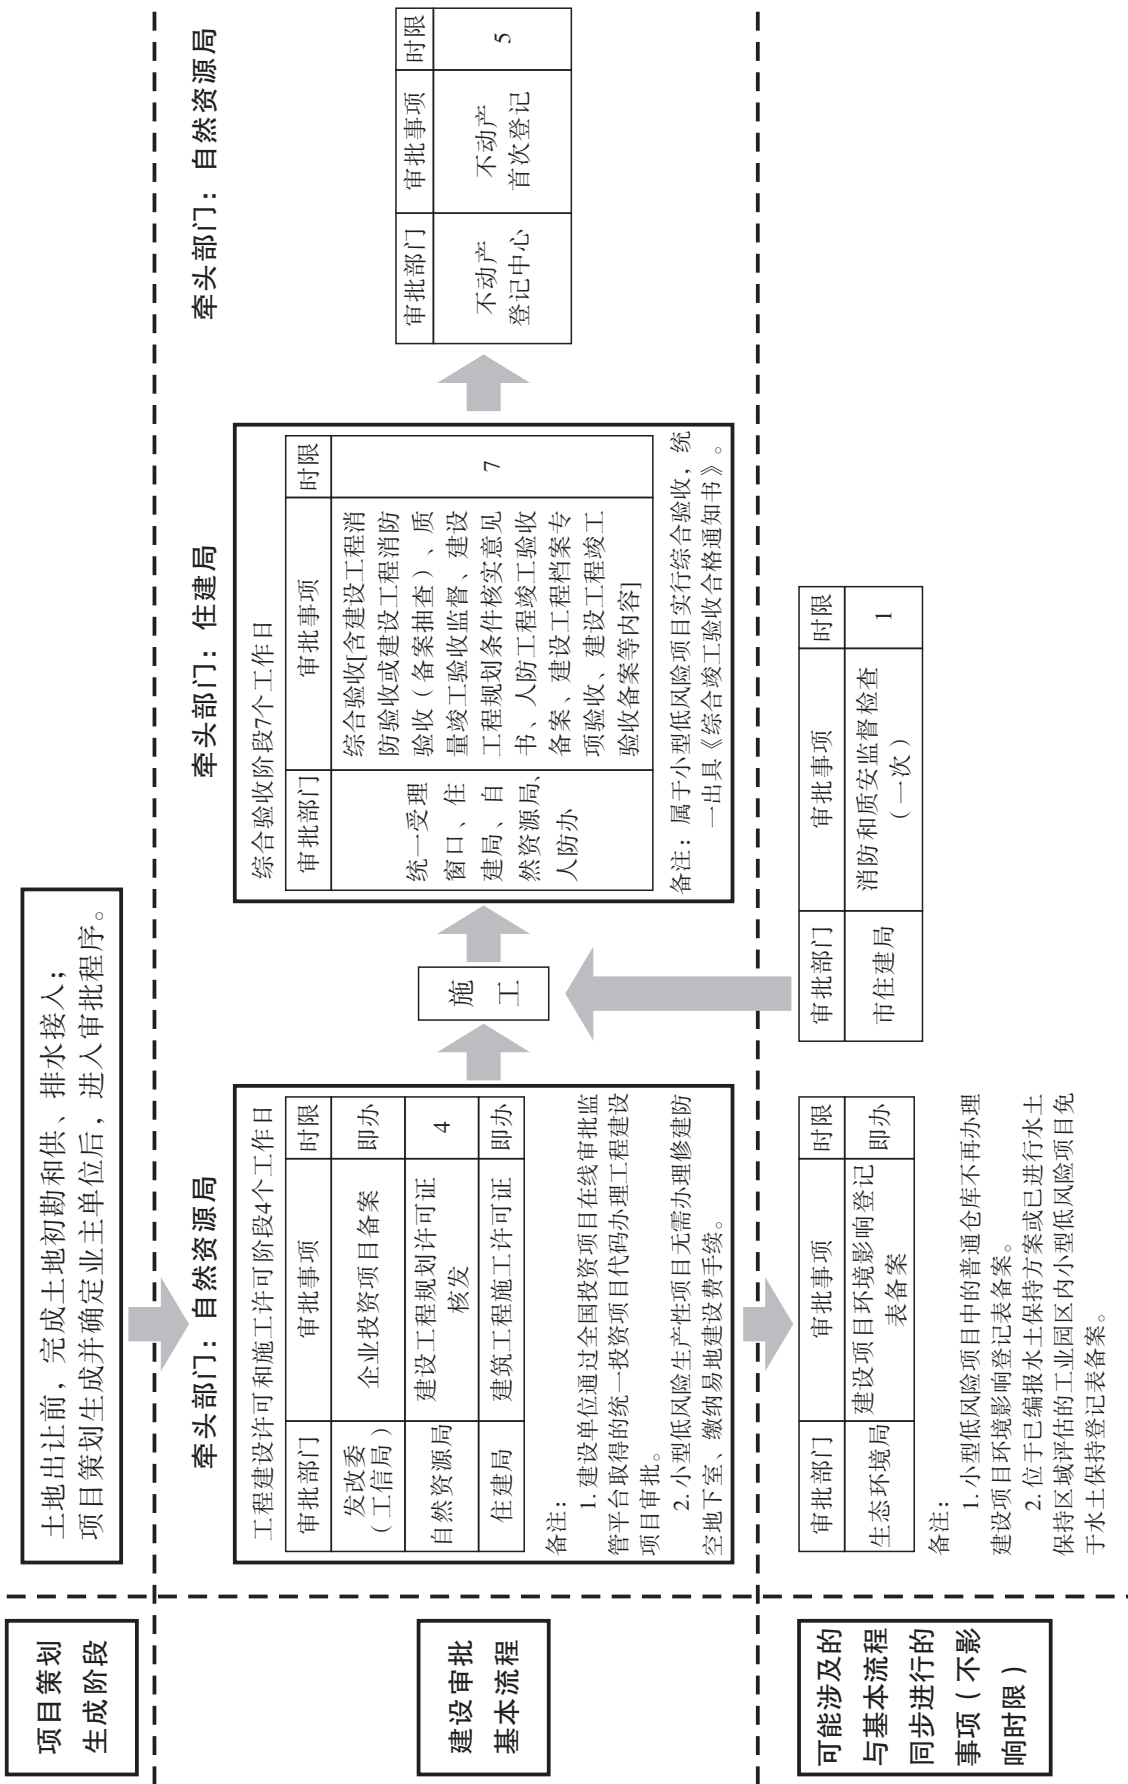 项目策划
生成阶段
土地出让前，完成土地初勘和供、排水接入；
项目策划生成并确定业主单位后，进入审批程序。
建设审批
基本流程
牵头部门：自然资源局
工程建设许可和施工许可阶段4个工作日
审批部门 审批事项 时限
发改委
（工信局） 企业投资项目备案 即办
自然资源局 建设工程规划许可证
核发 4
住建局 建筑工程施工许可证 即办
备注：
1. 建设单位通过全国投资项目在线审批监
管平台取得的统一投资项目代码办理工程建设
项目审批。
2. 小型低风险生产性项目无需办理修建防
空地下室、缴纳易地建设费手续。
施
工
牵头部门：住建局
综合验收阶段7个工作日
审批部门 审批事项 时限
统一受理
窗口、住
建局、自
然资源局、
人防办
综合验收[含建设工程消
防验收或建设工程消防
验收（备案抽查）、质
量竣工验收监督、建设
工程规划条件核实意见
书、人防工程竣工验收
备案、建设工程档案专
项验收、建设工程竣工
验收备案等内容]
7
备注：属于小型低风险项目实行综合验收，统
一出具《综合竣工验收合格通知书》。
牵头部门：自然资源局
审批部门 审批事项 时限
不动产
登记中心
不动产
首次登记
5
可能涉及的
与基本流程
同步进行的
事项（不影
响时限）
审批部门 审批事项 时限
生态环境局 建设项目环境影响登记
表备案 即办
备注：
1. 小型低风险项目中的普通仓库不再办理
建设项目环境影响登记表备案。
2. 位于已编报水土保持方案或已进行水土
保持区域评估的工业园区内小型低风险项目免
于水土保持登记表备案。
审批部门 审批事项 时限
市住建局 消防和质安监督检查
（一次） 1